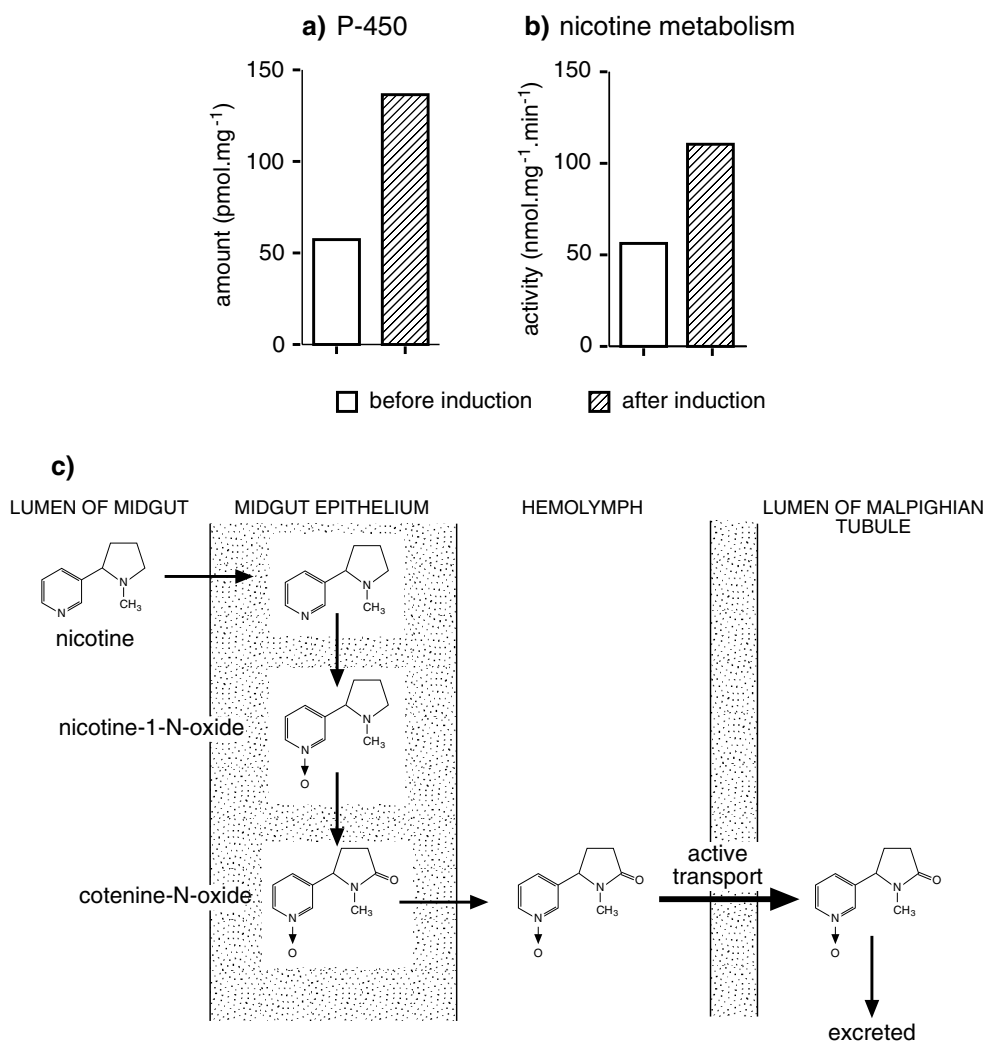 a) P-450
b) nicotine metabolism
150
100
50
0
amount (pmol.mg-1)
150
100
50
0
activity (nmol.mg-1.min-1)
before induction
after induction
c)
LUMEN OF MIDGUT
MIDGUT EPITHELIUM
HEMOLYMPH
LUMEN OF MALPIGHIAN
TUBULE
N
N
CH3
nicotine
N
N
CH3
nicotine-1-N-oxide
N
N
CH3
O
cotenine-N-oxide
N
N
O
CH3
O
N
N
O
CH3
O
active
transport
N
N
O
CH3
O
excreted